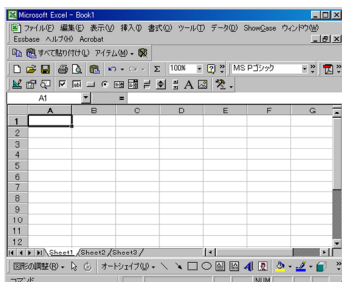 Microsoft Excel - Book1
ファイル(F) 編集(E) 表示(V) 挿入(I) 書式(O) ツール(T) データ(D) ShowCase ウィンドウ(W)
Essbase ヘルプ(H) Acrobat
すべて貼り付け(L) アイテム(M)
100% MS Pゴシック
A1 =
A B C D E F G
1
2
3
4
5
6
7
8
9
10
11
12
Sheet1 Sheet2 Sheet3
図形の調整(R) オートシェイプ(U)
コマンド NUM